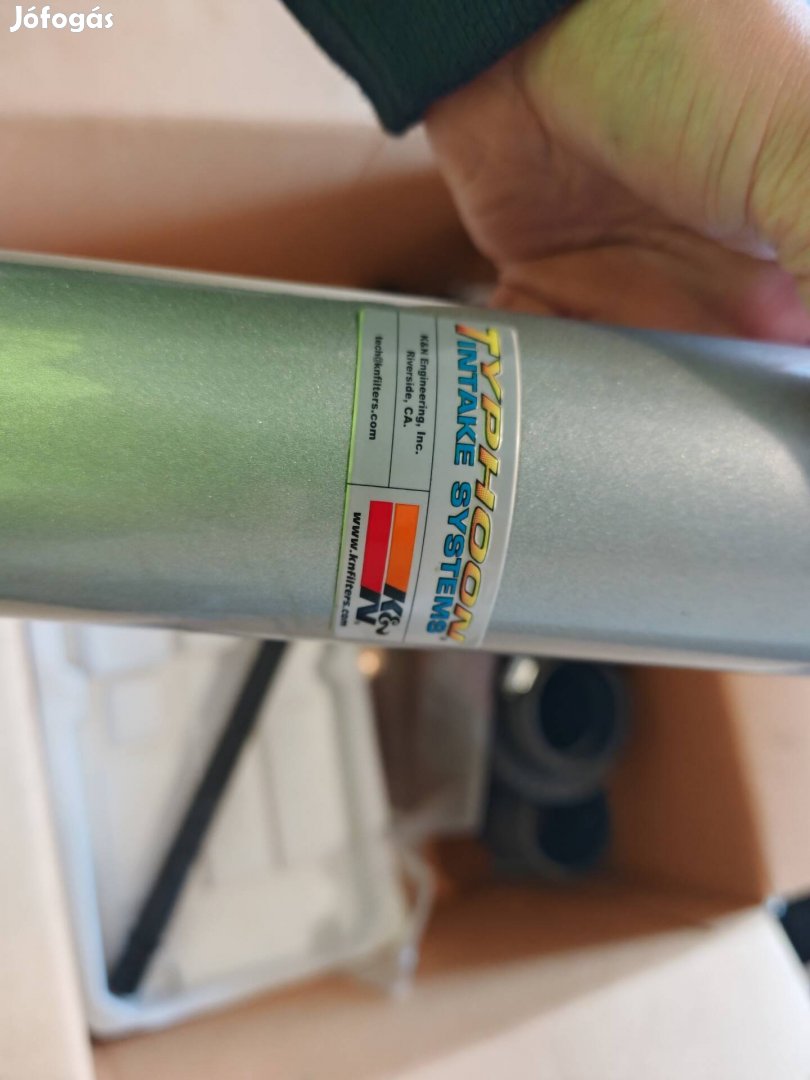 Jófogás
TYPHOON
INTAKE SYSTEMS
K&N Engineering, Inc.
Riverside, CA.
tech@knfilters.com
K&N
www.knfilters.com